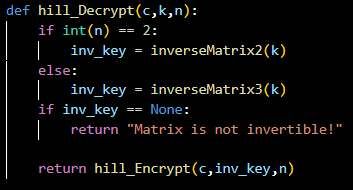 def hill_Decrypt(c,k,n):
    if int(n) == 2:
        inv_key = inverseMatrix2(k)
    else:
        inv_key = inverseMatrix3(k)
    if inv_key == None:
        return "Matrix is not invertible!"

    return hill_Encrypt(c,inv_key,n)